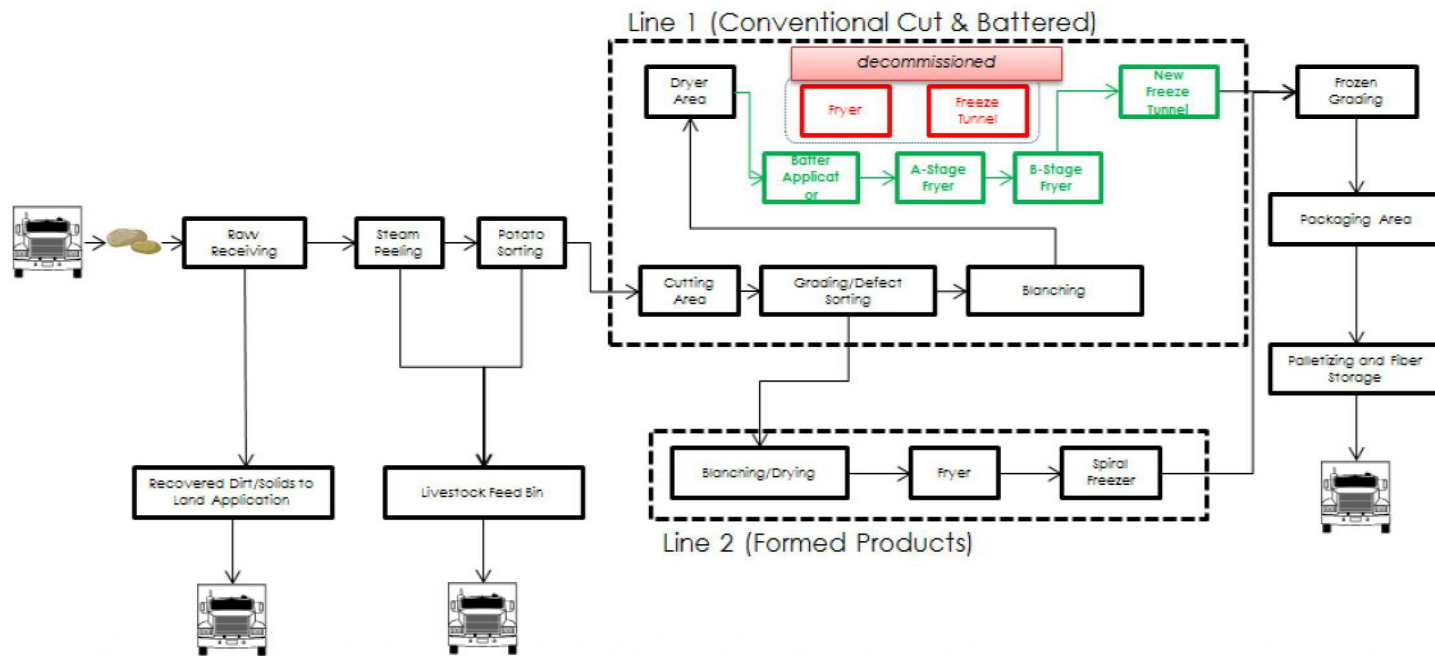 Line 1 (Conventional Cut & Battered)
decommissioned
Dryer
Area
Fryer
Freeze
Tunnel
New
Freeze
Tunnel
Frozen
Grading
Batter
Applicat
or
A-Stage
Fryer
B-Stage
Fryer
Raw
Receiving
Steam
Peeling
Potato
Sorting
Packaging Area
Cutting
Area
Grading/Defect
Sorting
Blanching
Palletizing and Fiber
Storage
Recovered Dirt/Solids to
Land Application
Livestock Feed Bin
Blanching/Drying
Fryer
Spiral
Freezer
Line 2 (Formed Products)